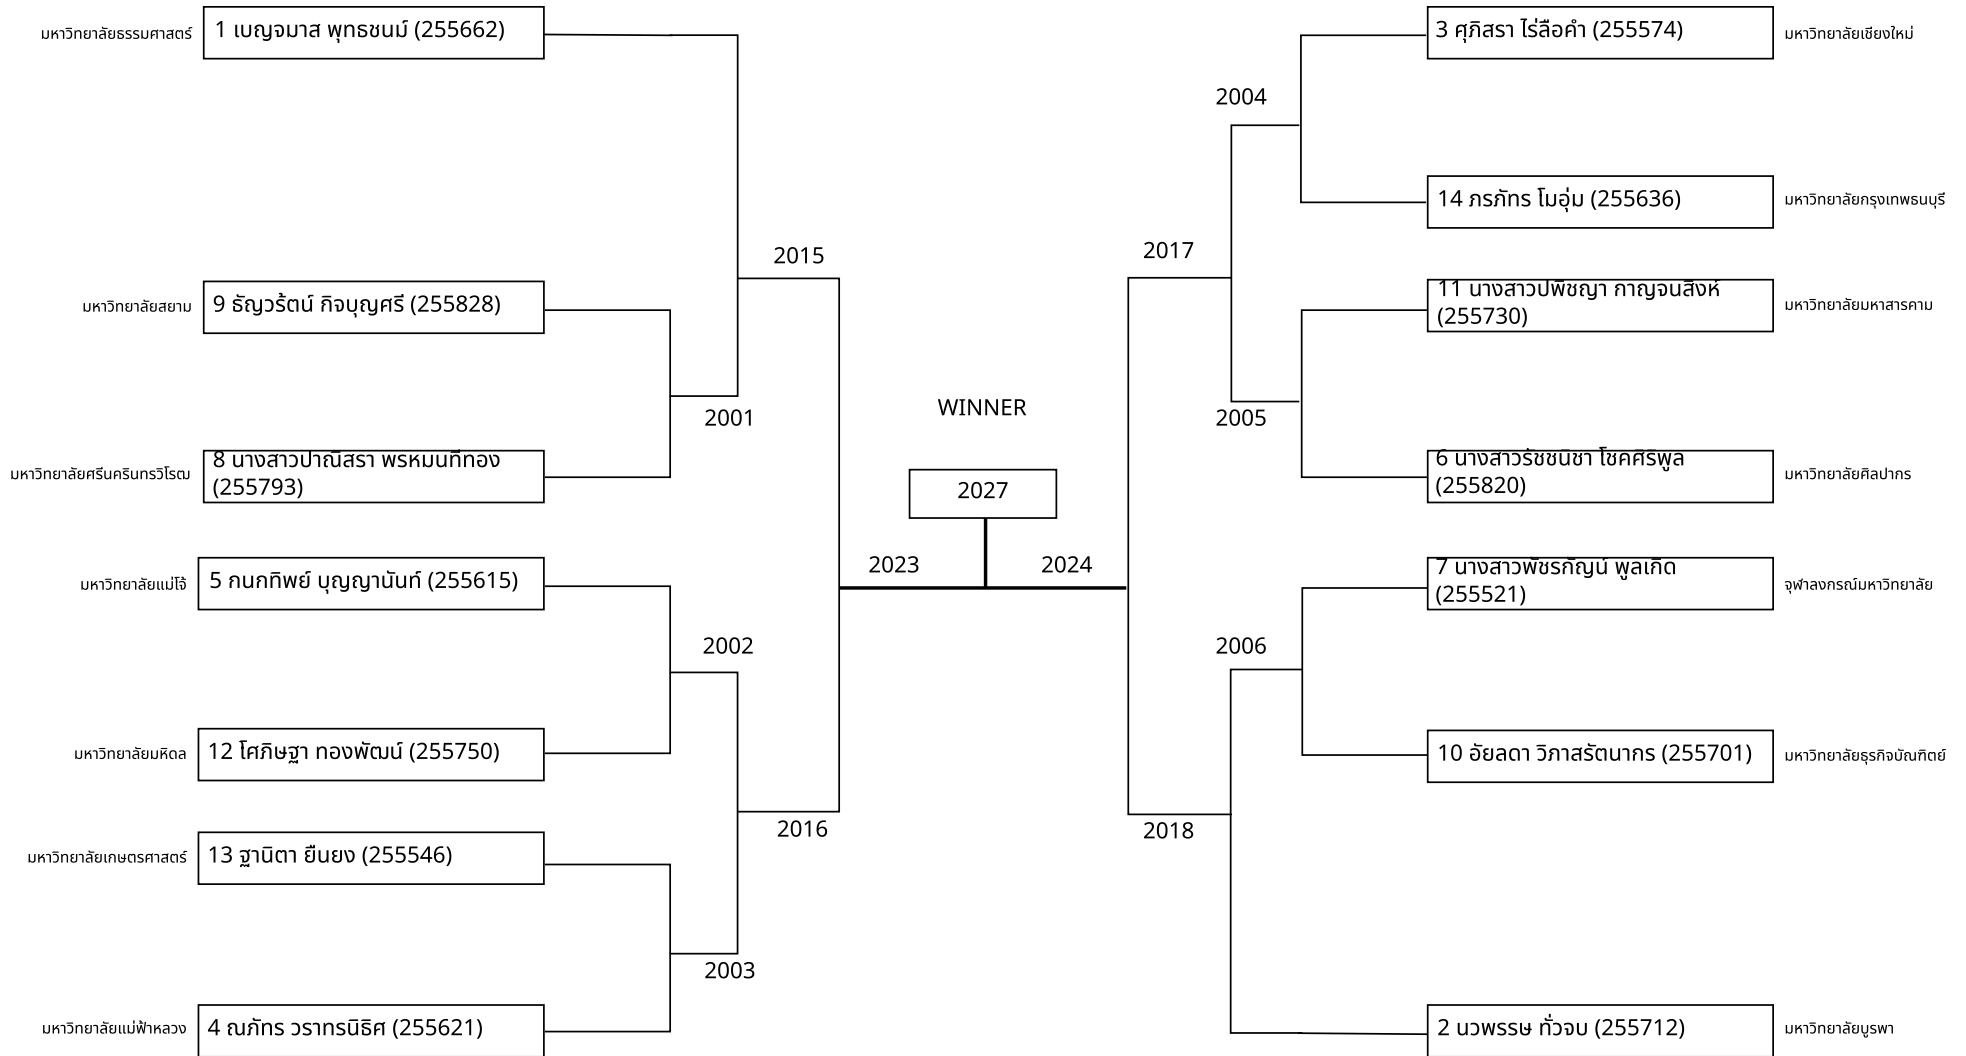 มหาวิทยาลัยธรรมศาสตร์
1 เบญจมาส พุทธชนม์ (255662)
มหาวิทยาลัยสยาม
9 ธัญวรัตน์ กิจบุญศรี (255828)
มหาวิทยาลัยศรีนครินทรวิโรฒ
8 นางสาวปาณิสรา พรหมนทีทอง
(255793)
มหาวิทยาลัยแม่โจ้
5 กนกทิพย์ บุญญานันท์ (255615)
มหาวิทยาลัยมหิดล
12 โศภิษฐา ทองพัฒน์ (255750)
มหาวิทยาลัยเกษตรศาสตร์
13 ฐานิตา ยืนยง (255546)
มหาวิทยาลัยแม่ฟ้าหลวง
4 ณภัทร วราทรนิธิศ (255621)
2001
2002
2003
2015
2016
WINNER
2027
2023
2024
2017
2018
2004
2005
2006
3 ศุภิสรา ไร่ลือคำ (255574)
มหาวิทยาลัยเชียงใหม่
14 ภรภัทร โมอุ่ม (255636)
มหาวิทยาลัยกรุงเทพธนบุรี
11 นางสาวปพิชญา กาญจนสิงห์
(255730)
มหาวิทยาลัยมหาสารคาม
6 นางสาวรัชชนิชา โชคศิริพูล
(255820)
มหาวิทยาลัยศิลปากร
7 นางสาวพัชรกัญน์ พูลเกิด
(255521)
จุฬาลงกรณ์มหาวิทยาลัย
10 อัยลดา วิภาสรัตนากร (255701)
มหาวิทยาลัยธุรกิจบัณฑิตย์
2 นวพรรษ ทั่วจบ (255712)
มหาวิทยาลัยบูรพา